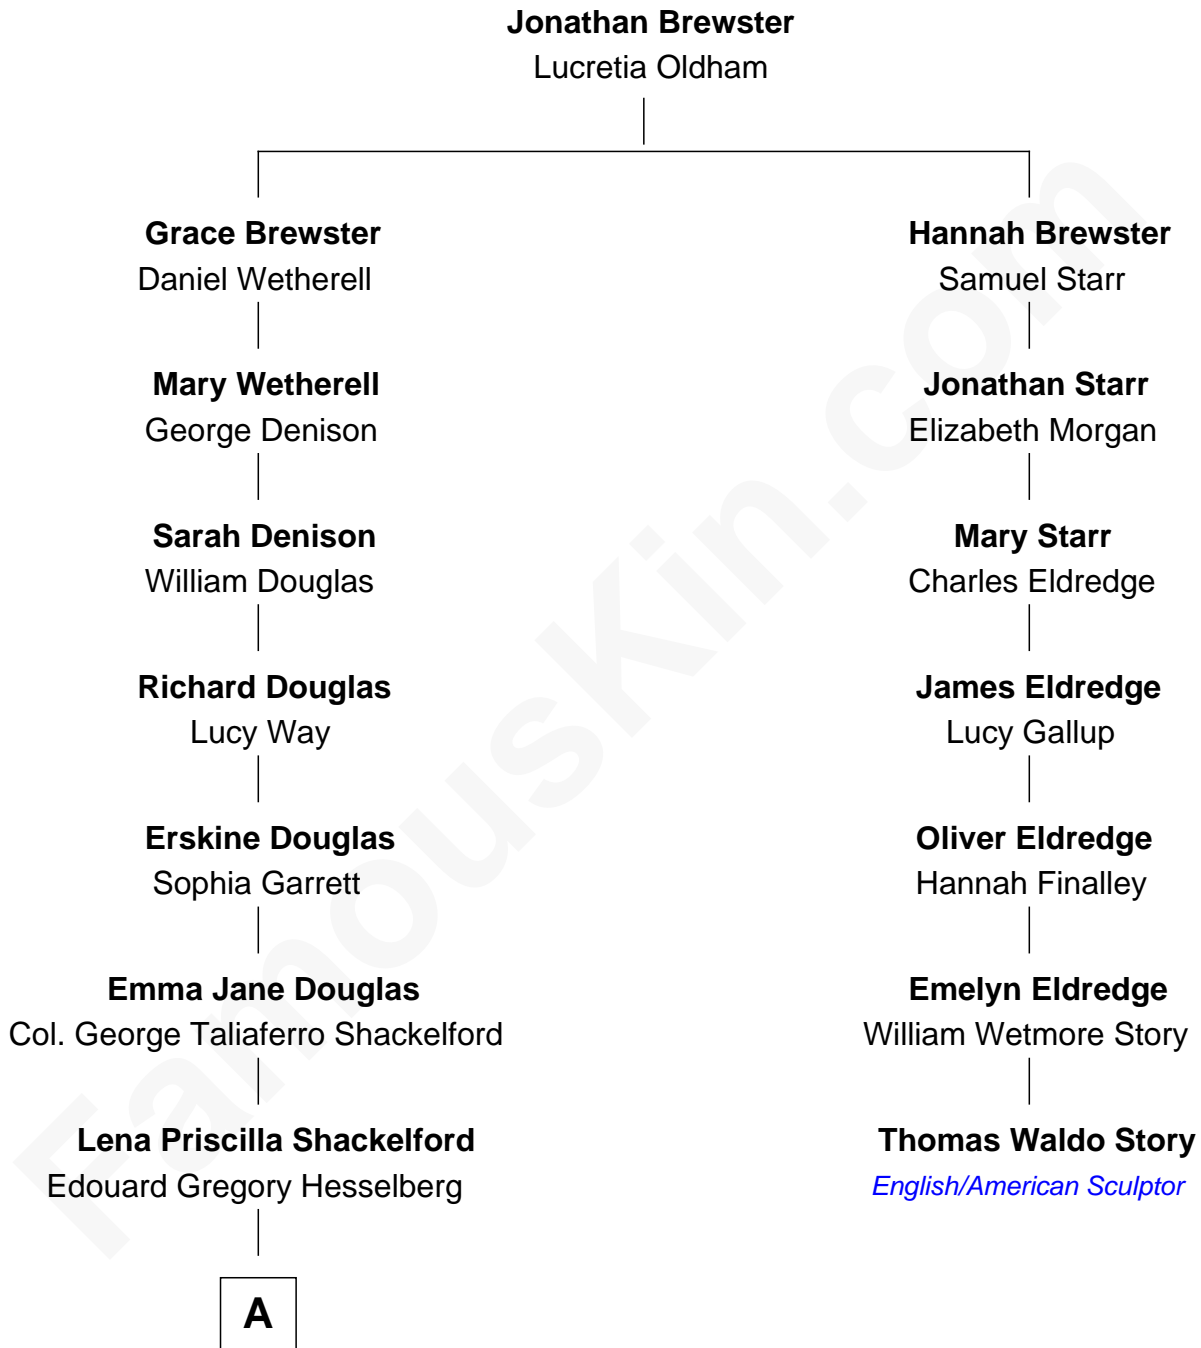 Jonathan Brewster
Lucretia Oldham
Grace Brewster
Daniel Wetherell
Hannah Brewster
Samuel Starr
Mary Wetherell
George Denison
Jonathan Starr
Elizabeth Morgan
Sarah Denison
William Douglas
Mary Starr
Charles Eldredge
Richard Douglas
Lucy Way
James Eldredge
Lucy Gallup
Erskine Douglas
Sophia Garrett
Oliver Eldredge
Hannah Finalley
Emma Jane Douglas
Col. George Taliaferro Shackelford
Emelyn Eldredge
William Wetmore Story
Lena Priscilla Shackelford
Edouard Gregory Hesselberg
Thomas Waldo Story
English/American Sculptor
A
FamousKin.com